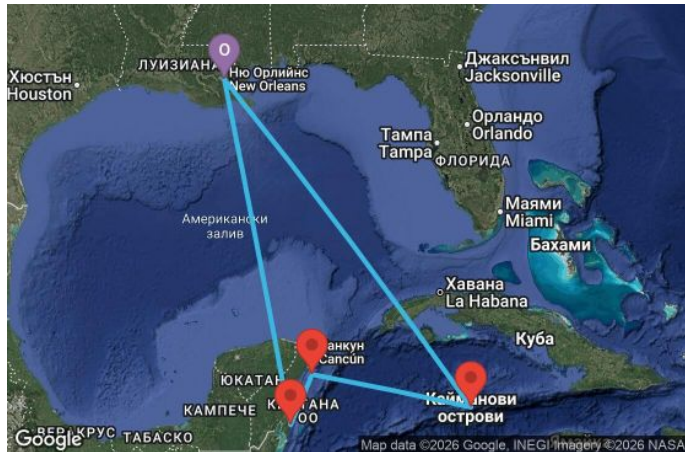 O
ЛУИЗИАНА
Ню Орлийнс
New Orleans
Хюстън
Houston
Джаксънвил
Jacksonville
Орландо
Orlando
Тампа
Tampa
ФЛОРИДА
Американски
залив
Маями
Miami
Бахами
Хавана
La Habana
Куба
Cancún
ЮКАТАН
КАМПЕЧЕ
Кайманови
острови
ТАБАСКО
Google
Map data ©2026 Google, INEGI Imagery ©2026 NASA